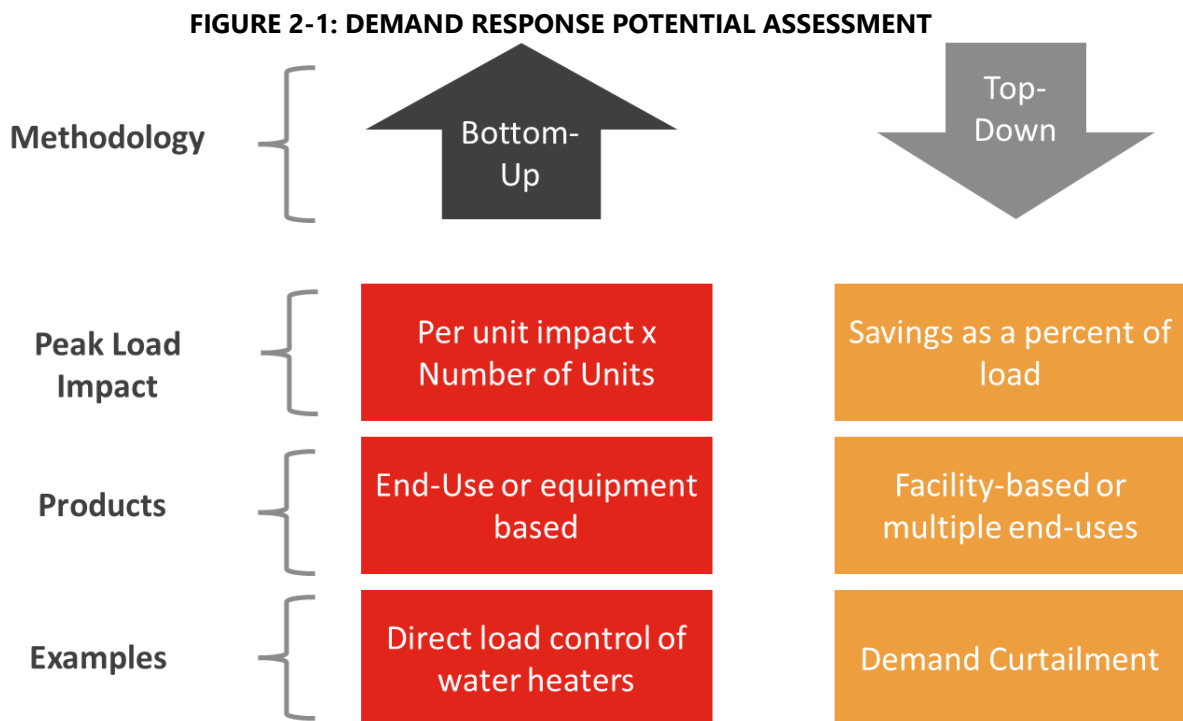 FIGURE 2-1: DEMAND RESPONSE POTENTIAL ASSESSMENT
Methodology
Bottom-
Up
Top-
Down
Peak Load
Impact
Per unit impact x
Number of Units
Savings as a percent of
load
Products
End-Use or equipment
based
Facility-based or
multiple end-uses
Examples
Direct load control of
water heaters
Demand Curtailment